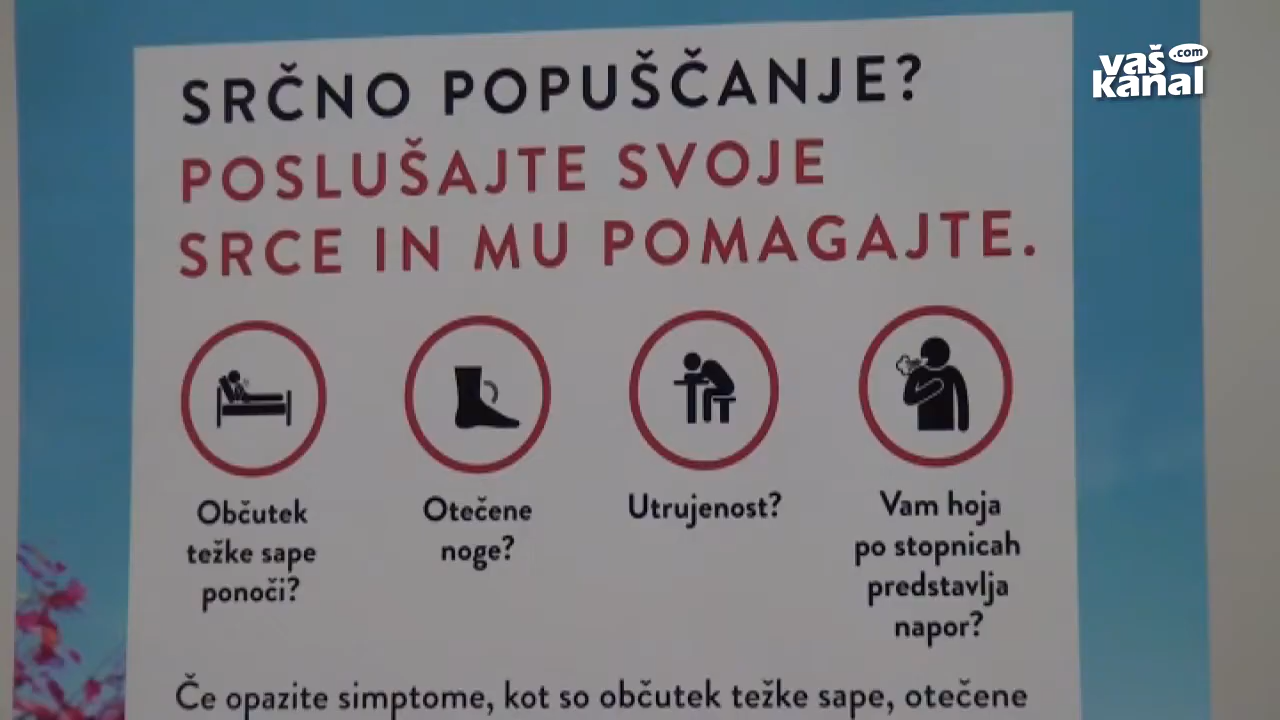 vaš .com
kanal
SRČNO POPUŠČANJE?
POSLUŠAJTE SVOJE
SRCE IN MU POMAGAJTE.
Občutek
težke sape
ponoči?
Otečene
noge?
Utrujenost?
Vam hoja
po stopnicah
predstavlja
napor?
Če opazite simptome, kot so občutek težke sape, otečene